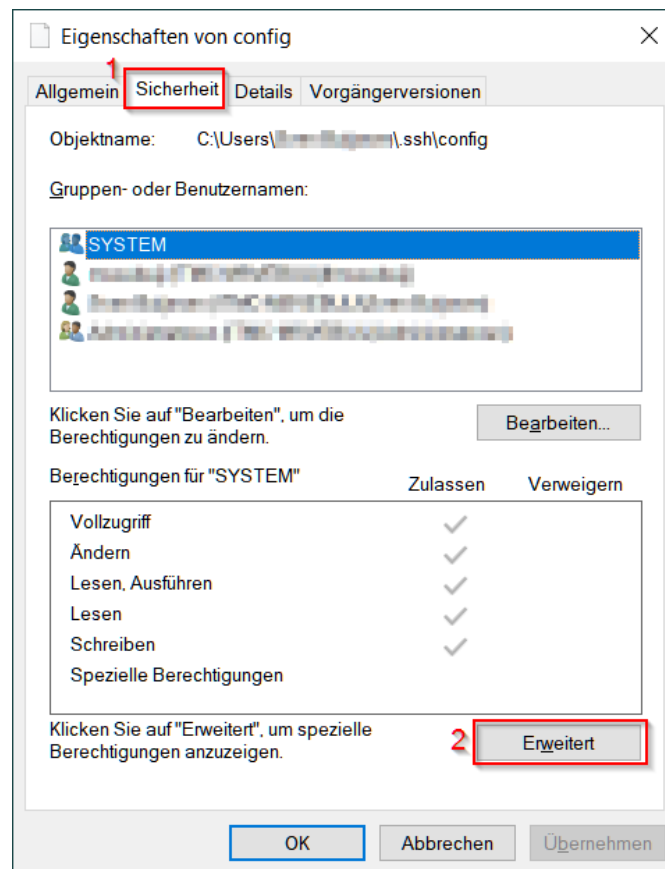 Eigenschaften von config
1
Allgemein Sicherheit Details Vorgängerversionen
Objektname: C:\Users\ \.ssh\config
Gruppen- oder Benutzernamen:
SYSTEM
Klicken Sie auf "Bearbeiten", um die
Berechtigungen zu ändern.
Bearbeiten...
Berechtigungen für "SYSTEM" Zulassen Verweigern
Vollzugriff
Ändern
Lesen, Ausführen
Lesen
Schreiben
Spezielle Berechtigungen
Klicken Sie auf "Erweitert", um spezielle
Berechtigungen anzuzeigen.
2 Erweitert
OK Abbrechen Übernehmen